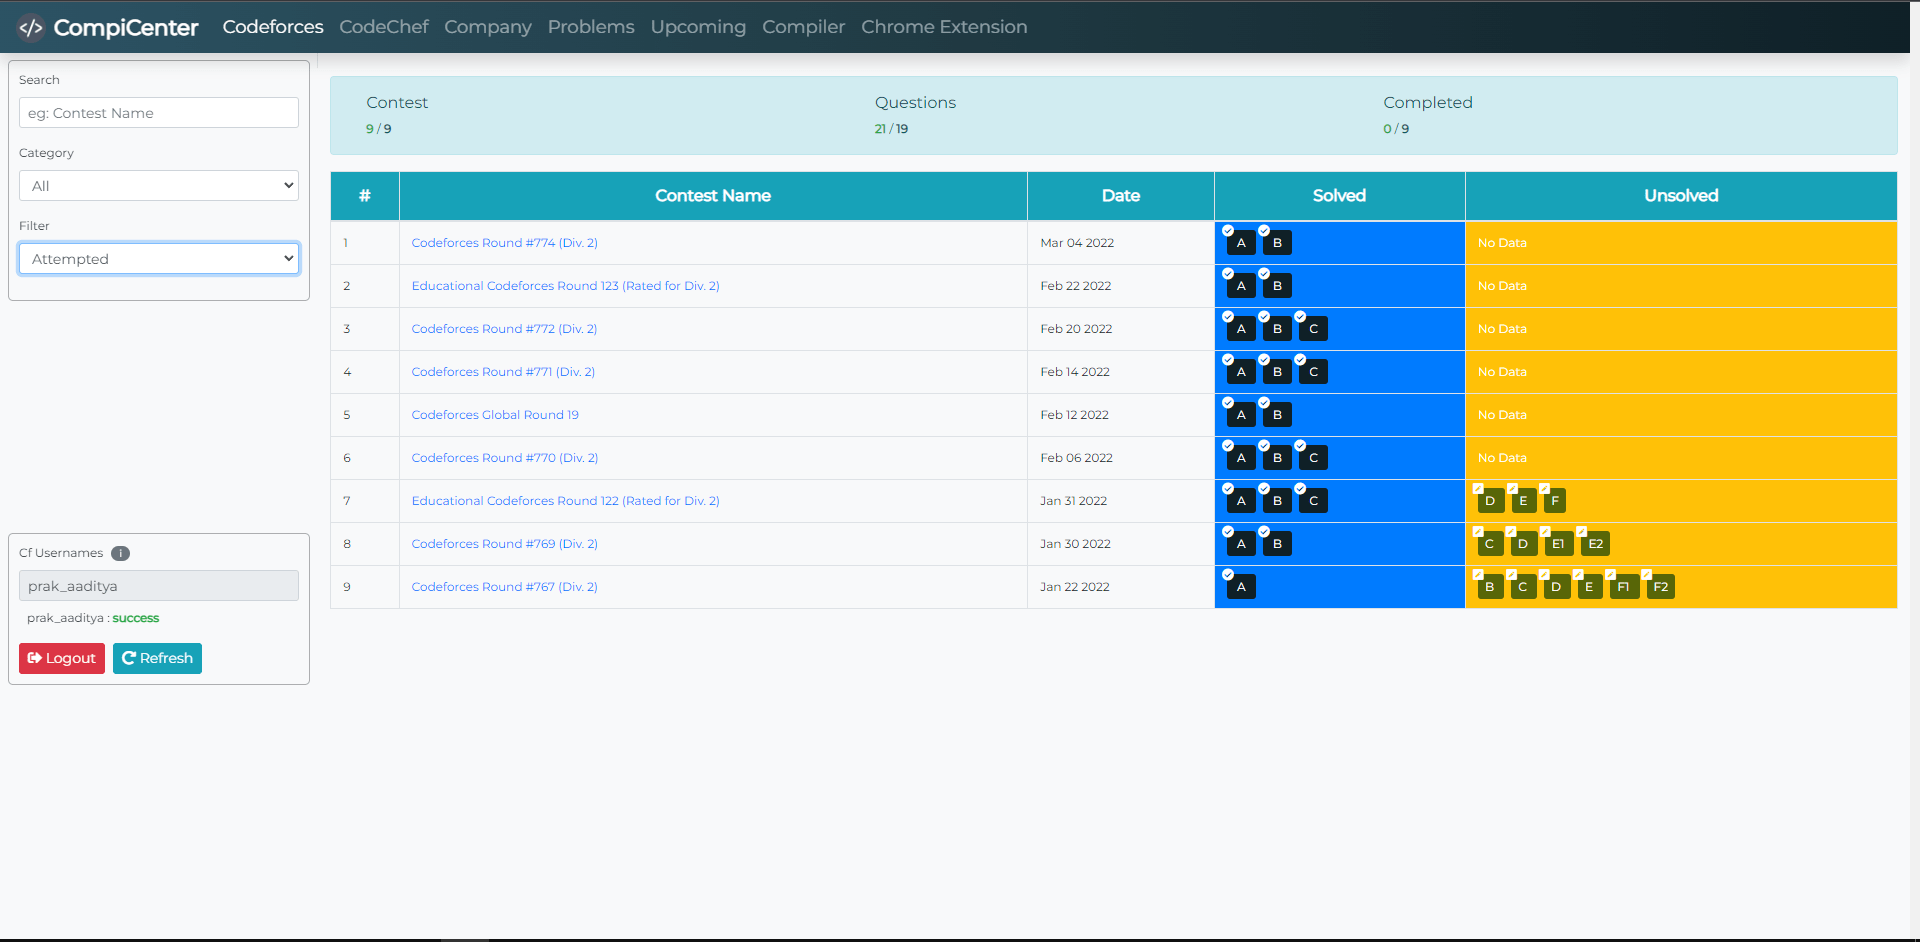 </> CompiCenter Codeforces CodeChef Company Problems Upcoming Compiler Chrome Extension
Search
eg: Contest Name
Category
All
Filter
Attempted
Cf Usernames i
prak_aaditya
prak_aaditya : success
Logout Refresh
Contest Questions Completed
9 / 9 21 / 19 0 / 9
# Contest Name Date Solved Unsolved
1 Codeforces Round #774 (Div. 2) Mar 04 2022 A B No Data
2 Educational Codeforces Round 123 (Rated for Div. 2) Feb 22 2022 A B No Data
3 Codeforces Round #772 (Div. 2) Feb 20 2022 A B C No Data
4 Codeforces Round #771 (Div. 2) Feb 14 2022 A B C No Data
5 Codeforces Global Round 19 Feb 12 2022 A B No Data
6 Codeforces Round #770 (Div. 2) Feb 06 2022 A B C No Data
7 Educational Codeforces Round 122 (Rated for Div. 2) Jan 31 2022 A B C D E F
8 Codeforces Round #769 (Div. 2) Jan 30 2022 A B C D E1 E2
9 Codeforces Round #767 (Div. 2) Jan 22 2022 A B C D E F1 F2